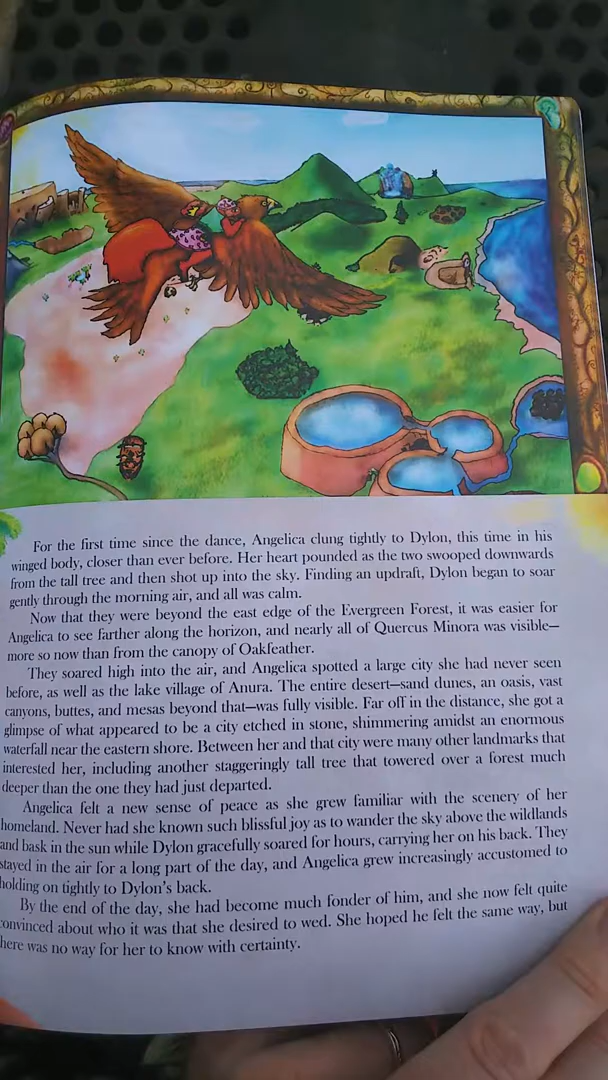 For the first time since the dance, Angelica clung tightly to Dylon, this time in his
winged body, closer than ever before. Her heart pounded as the two swooped downwards
from the tall tree and then shot up into the sky. Finding an updraft, Dylon began to soar
gently through the morning air, and all was calm.
Now that they were beyond the east edge of the Evergreen Forest, it was easier for
Angelica to see farther along the horizon, and nearly all of Quercus Minora was visible—
more so now than from the canopy of Oakfeather.
They soared high into the air, and Angelica spotted a large city she had never seen
before, as well as the lake village of Anura. The entire desert—sand dunes, an oasis, vast
canyons, buttes, and mesas beyond that—was fully visible. Far off in the distance, she got a
glimpse of what appeared to be a city etched in stone, shimmering amidst an enormous
waterfall near the eastern shore. Between her and that city were many other landmarks that
interested her, including another staggeringly tall tree that towered over a forest much
deeper than the one they had just departed.
Angelica felt a new sense of peace as she grew familiar with the scenery of her
homeland. Never had she known such blissful joy as to wander the sky above the wildlands
and bask in the sun while Dylon gracefully soared for hours, carrying her on his back. They
stayed in the air for a long part of the day, and Angelica grew increasingly accustomed to
holding on tightly to Dylon's back.
By the end of the day, she had become much fonder of him, and she now felt quite
convinced about who it was that she desired to wed. She hoped he felt the same way, but
here was no way for her to know with certainty.